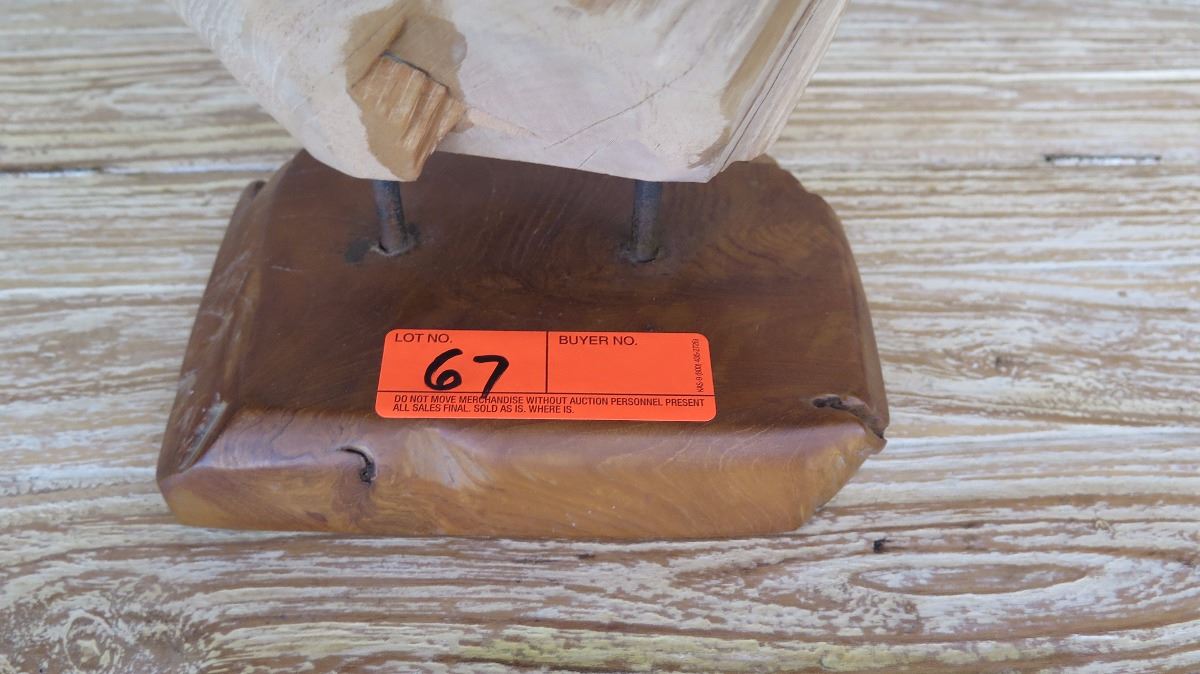 LOT NO. BUYER NO.
67
DO NOT MOVE MERCHANDISE WITHOUT AUCTION PERSONNEL PRESENT
ALL SALES FINAL. SOLD AS IS. WHERE IS.